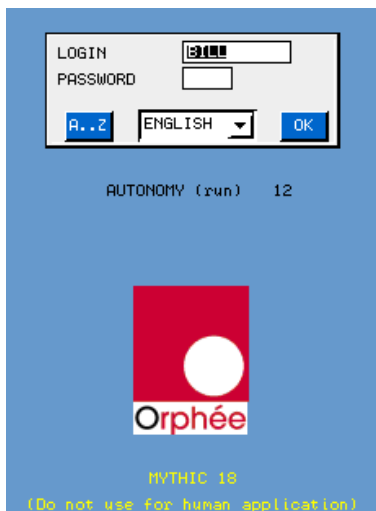 LOGIN BILL
PASSWORD
A..Z ENGLISH OK
AUTONOMY (run) 12
Orphée
MYTHIC 18
(Do not use for human application)